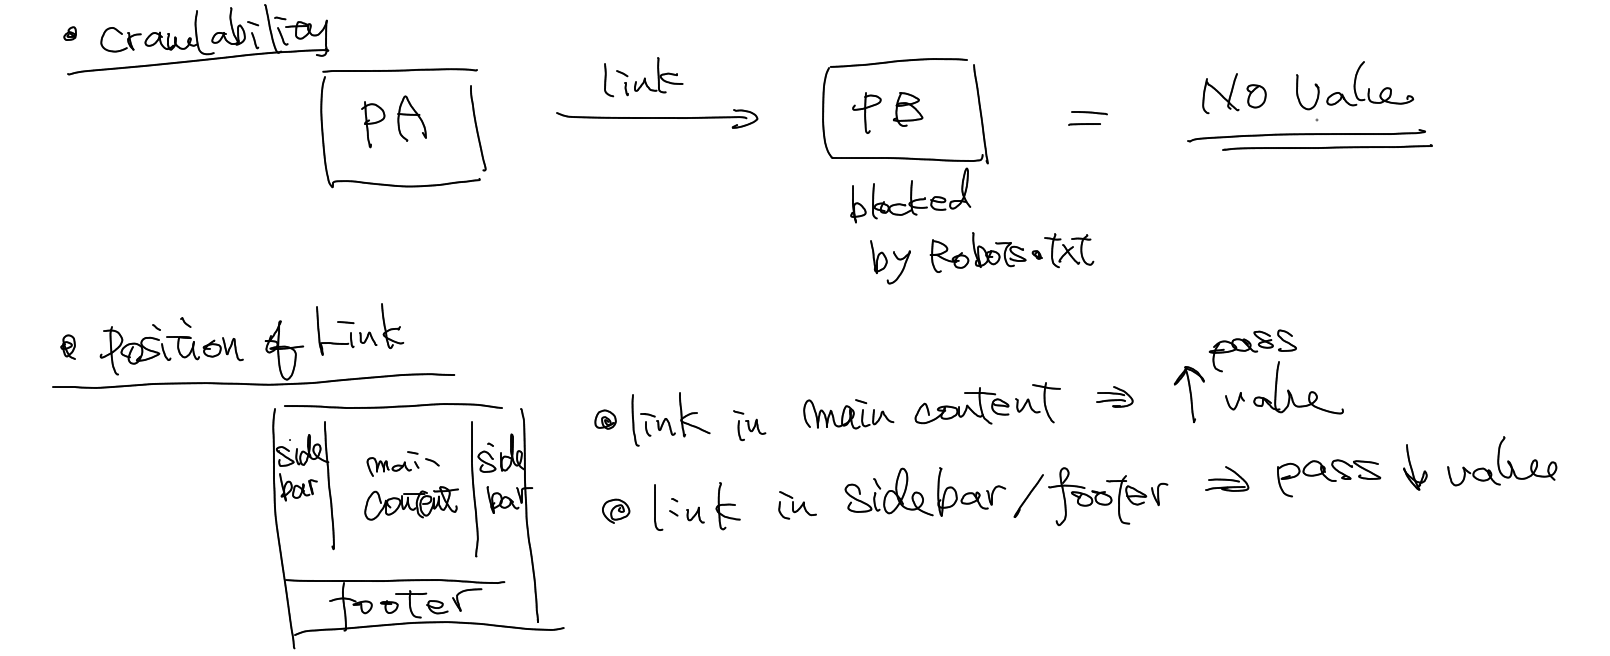 • Crawlability
PA
link
PB
= No Value
blocked
by Robots.txt
• Position of Link
side
bar
main
content
side
bar
footer
• link in main content ⇒ ↑ pass
value
• link in sidebar/footer ⇒ pass ↓ value